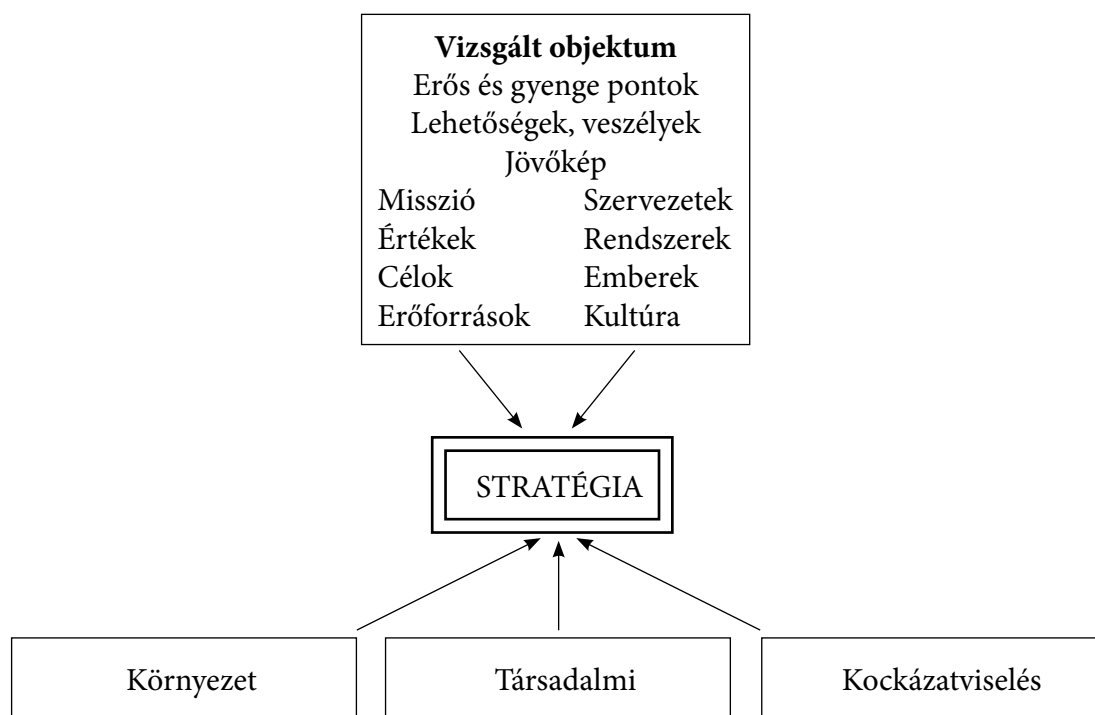 Vizsgált objektum
Erős és gyenge pontok
Lehetőségek, veszélyek
Jövőkép
Misszió Szervezetek
Értékek Rendszerek
Célok Emberek
Erőforrások Kultúra
STRATÉGIA
Környezet Társadalmi Kockázatviselés